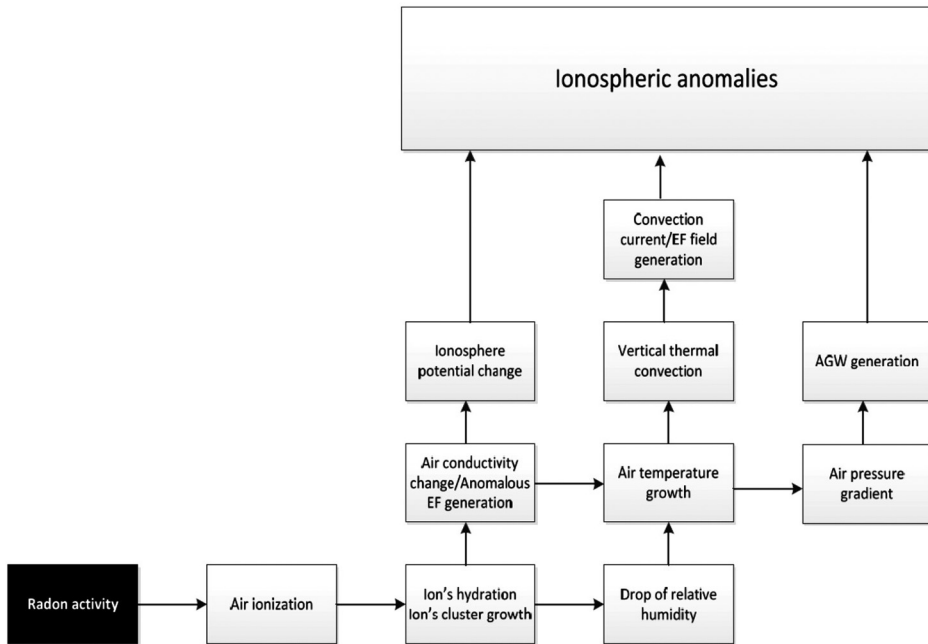 Ionospheric anomalies
Convection
current/EF field
generation
Ionosphere
potential change
Vertical thermal
convection
AGW generation
Air conductivity
change/Anomalous
EF generation
Air temperature
growth
Air pressure
gradient
Radon activity
Air ionization
Ion's hydration
Ion's cluster growth
Drop of relative
humidity